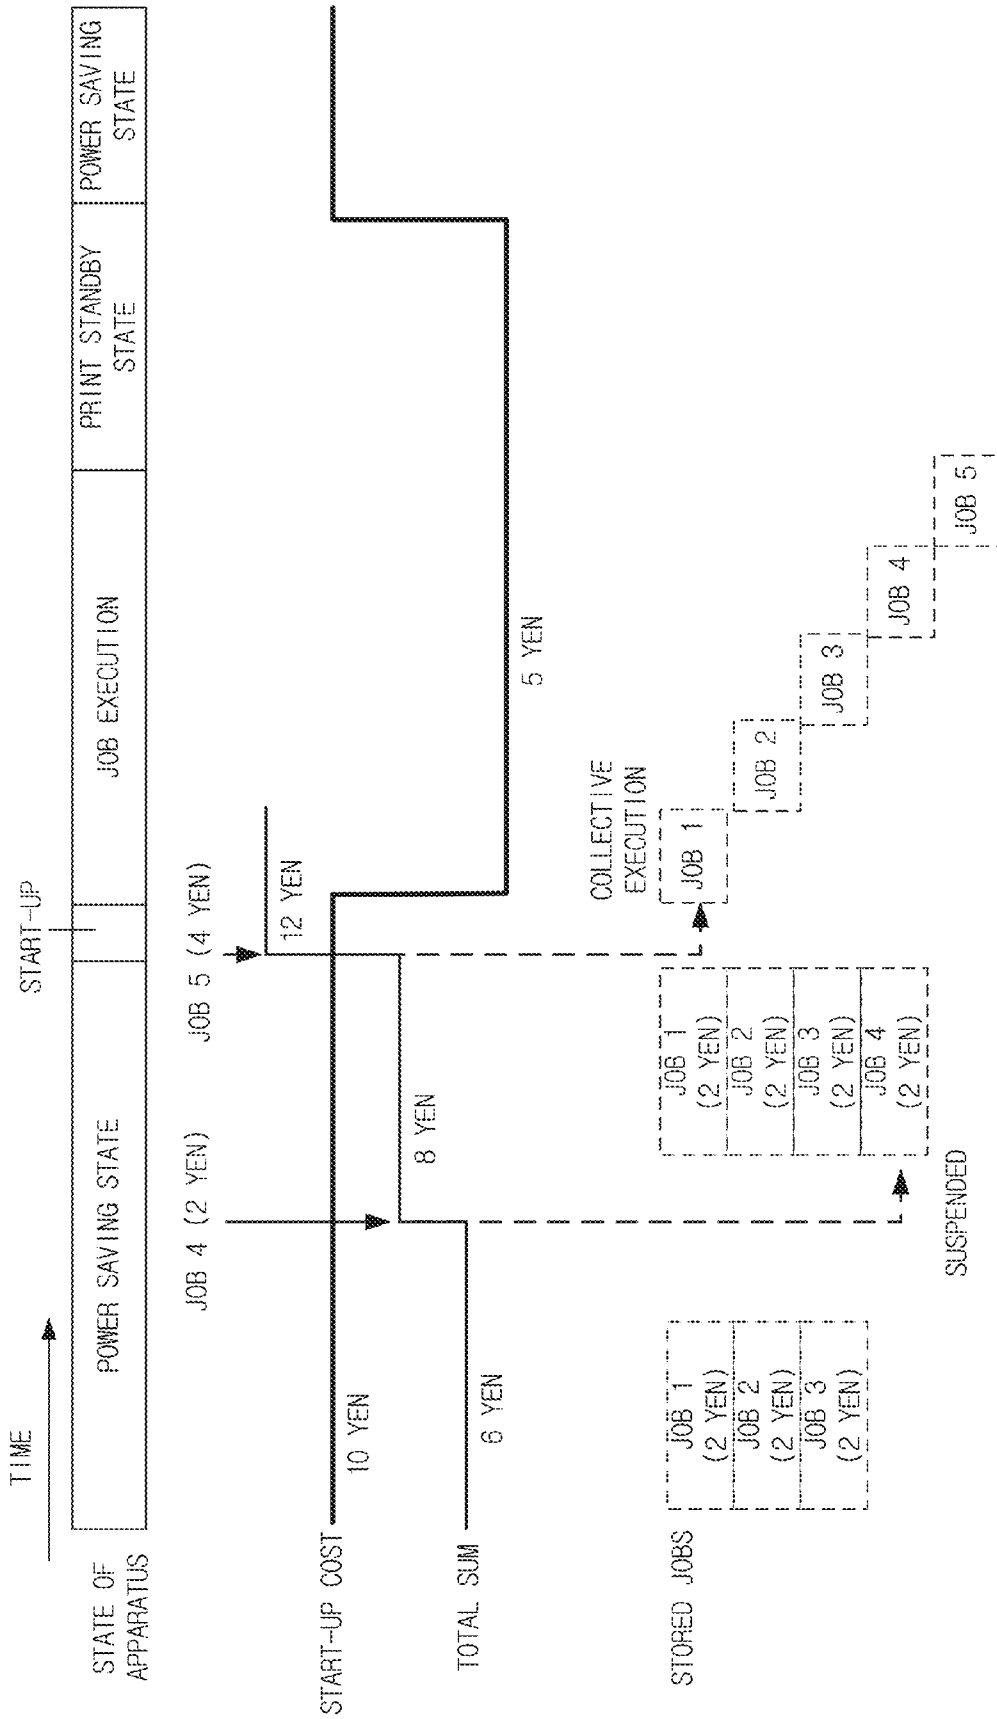 TIME
START-UP
STATE OF
APPARATUS
POWER SAVING STATE
JOB EXECUTION
PRINT STANDBY
STATE
POWER SAVING
STATE
JOB 4 (2 YEN)
JOB 5 (4 YEN)
START-UP COST
10 YEN
12 YEN
8 YEN
TOTAL SUM
6 YEN
5 YEN
COLLECTIVE
EXECUTION
STORED JOBS
JOB 1
(2 YEN)
JOB 2
(2 YEN)
JOB 3
(2 YEN)
JOB 1
(2 YEN)
JOB 2
(2 YEN)
JOB 3
(2 YEN)
JOB 4
(2 YEN)
SUSPENDED
JOB 1
JOB 2
JOB 3
JOB 4
JOB 5